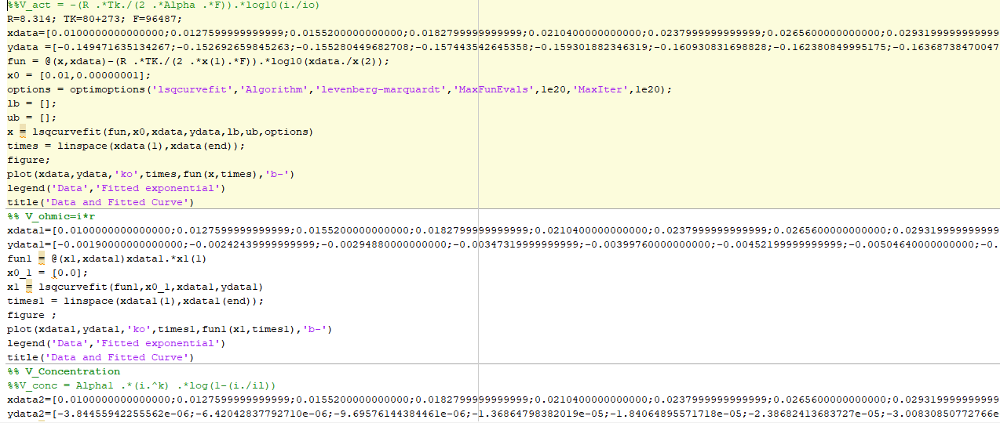 %%V_act = -(R .*Tk./(2 .*Alpha .*F)).*log10(i./io)
R=8.314; TK=80+273; F=96487;
xdata=[0.0100000000000000;0.0127599999999999;0.0155200000000000;0.0182799999999999;0.0210400000000000;0.0237999999999999;0.0265600000000000;0.0293199999999999
ydata =[-0.149471635134267;-0.152692659845263;-0.155280449682708;-0.157443542645358;-0.159301882346319;-0.160930831698828;-0.162380849995175;-0.16368738470047
fun = @(x,xdata)-(R .*TK./(2 .*x(1).*F)).*log10(xdata./x(2));
x0 = [0.01,0.00000001];
options = optimoptions('lsqcurvefit','Algorithm','levenberg-marquardt','MaxFunEvals',1e20,'MaxIter',1e20);
lb = [];
ub = [];
x = lsqcurvefit(fun,x0,xdata,ydata,lb,ub,options)
times = linspace(xdata(1),xdata(end));
figure;
plot(xdata,ydata,'ko',times,fun(x,times),'b-')
legend('Data','Fitted exponential')
title('Data and Fitted Curve')
%% V_ohmic=i*r
xdata1=[0.0100000000000000;0.0127599999999999;0.0155200000000000;0.0182799999999999;0.0210400000000000;0.0237999999999999;0.0265600000000000;0.0293199999999999
ydata1=[-0.00190000000000000;-0.00242439999999999;-0.00294880000000000;-0.00347319999999999;-0.00399760000000000;-0.00452199999999999;-0.00504640000000000;-0.
fun1 = @(x1,xdata1)xdata1.*x1(1)
x0_1 = [0.0];
x1 = lsqcurvefit(fun1,x0_1,xdata1,ydata1)
times1 = linspace(xdata1(1),xdata1(end));
figure ;
plot(xdata1,ydata1,'ko',times1,fun1(x1,times1),'b-')
legend('Data','Fitted exponential')
title('Data and Fitted Curve')
%% V_Concentration
%%V_conc = Alpha1 .*(i.^k) .*log(1-(i./il))
xdata2=[0.0100000000000000;0.0127599999999999;0.0155200000000000;0.0182799999999999;0.0210400000000000;0.0237999999999999;0.0265600000000000;0.0293199999999999
ydata2=[-3.84455942255562e-06;-6.42042837792710e-06;-9.69576144384461e-06;-1.36864798382019e-05;-1.84064895571718e-05;-2.38682413683727e-05;-3.00830850772766e